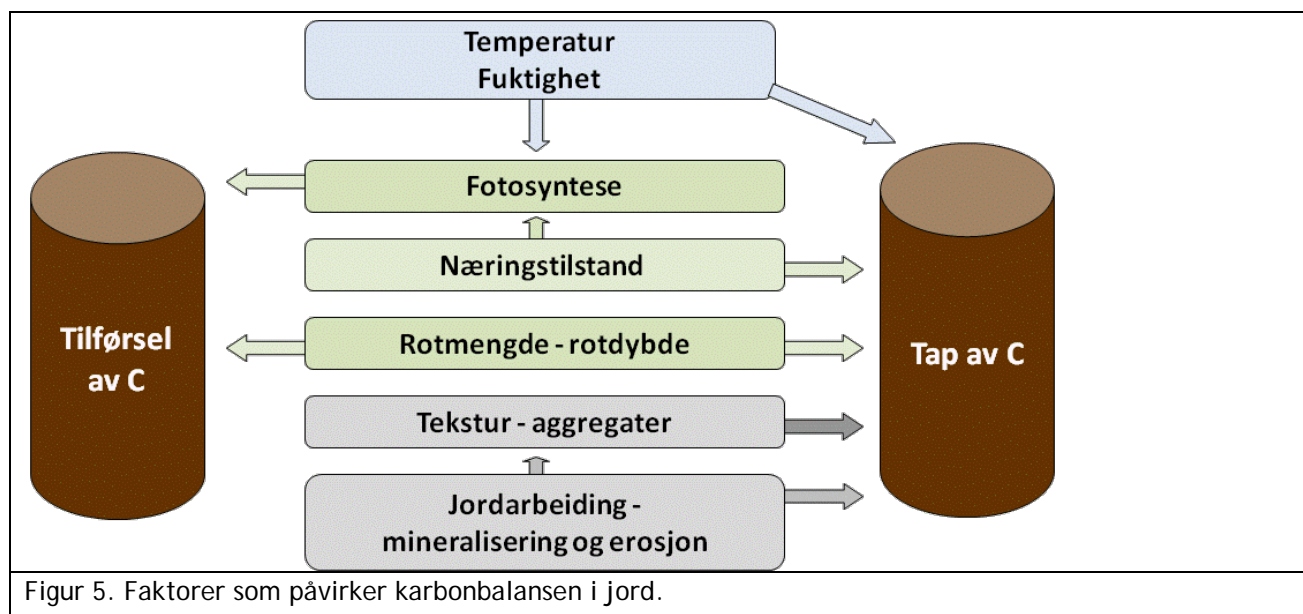 Temperatur
Fuktighet
Fotosyntese
Næringstilstand
Rotmengde - rotdybde
Tilførsel
av C
Tap av C
Tekstur - aggregater
Jordarbeiding -
mineralisering og erosjon
Figur 5. Faktorer som påvirker karbonbalansen i jord.